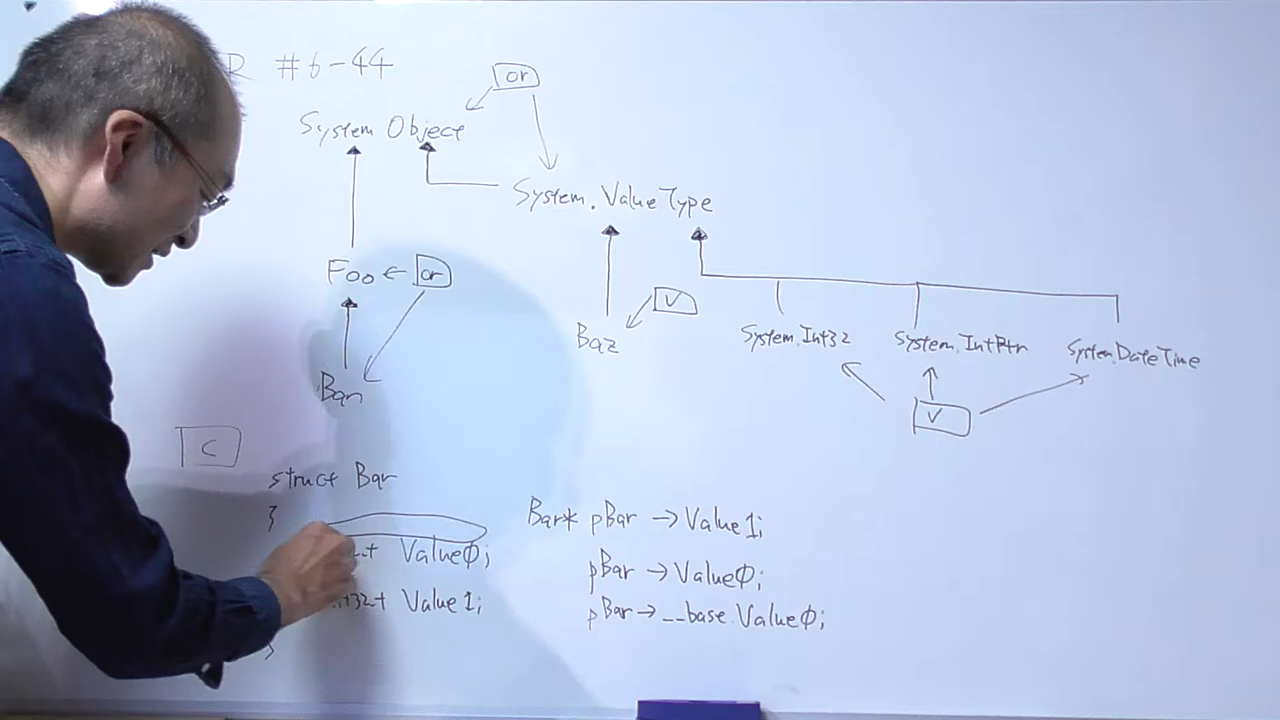 R #6-44
or
System Object
System.ValueType
Foo ← or
V
Baz
System.Int32
System.IntPtr
System.DateTime
Bar
V
C
struct Bar
{
Value0;
int32_t Value1;
}
Bar* pBar → Value1;
pBar → Value0;
pBar → __base.Value0;